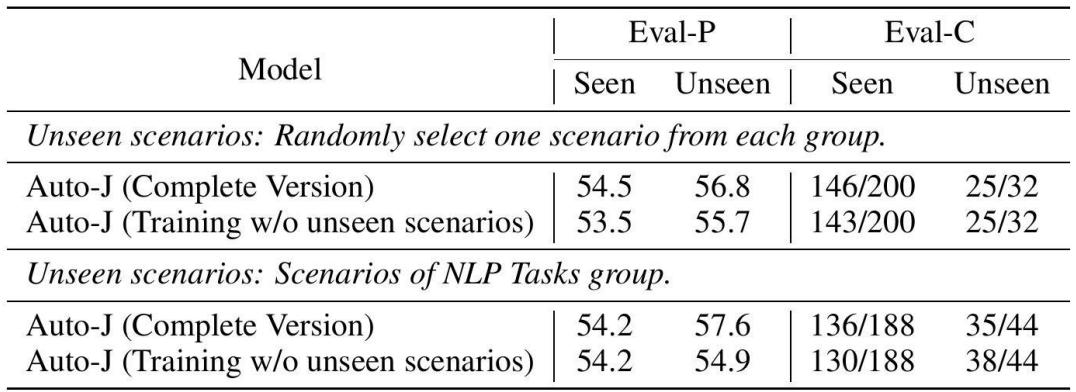 Model Eval-P Eval-C
Seen Unseen Seen Unseen
Unseen scenarios: Randomly select one scenario from each group.
Auto-J (Complete Version) 54.5 56.8 146/200 25/32
Auto-J (Training w/o unseen scenarios) 53.5 55.7 143/200 25/32
Unseen scenarios: Scenarios of NLP Tasks group.
Auto-J (Complete Version) 54.2 57.6 136/188 35/44
Auto-J (Training w/o unseen scenarios) 54.2 54.9 130/188 38/44